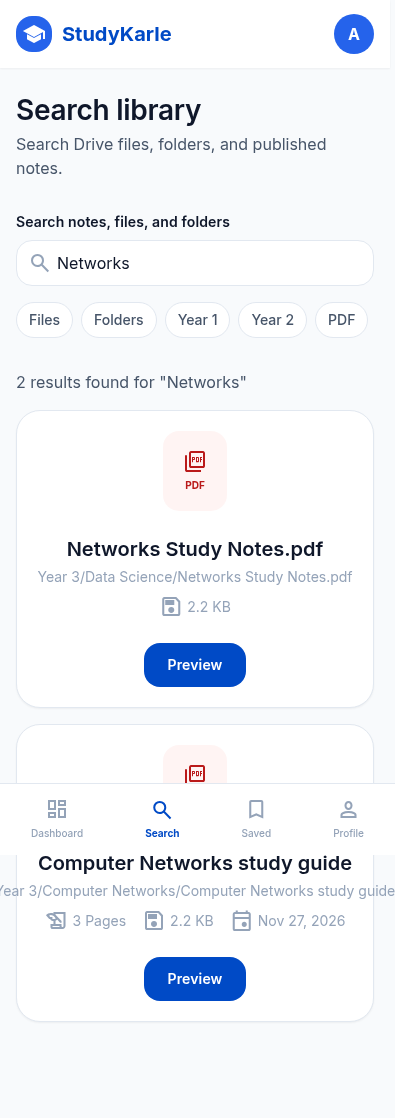 StudyKarle
A
Search library
Search Drive files, folders, and published
notes.
Search notes, files, and folders
Networks
Files
Folders
Year 1
Year 2
PDF
2 results found for "Networks"
PDF
PDF
Networks Study Notes.pdf
Year 3/Data Science/Networks Study Notes.pdf
2.2 KB
Preview
PDF
Dashboard
Search
Saved
Profile
Computer Networks study guide
Year 3/Computer Networks/Computer Networks study guide
3 Pages
2.2 KB
Nov 27, 2026
Preview